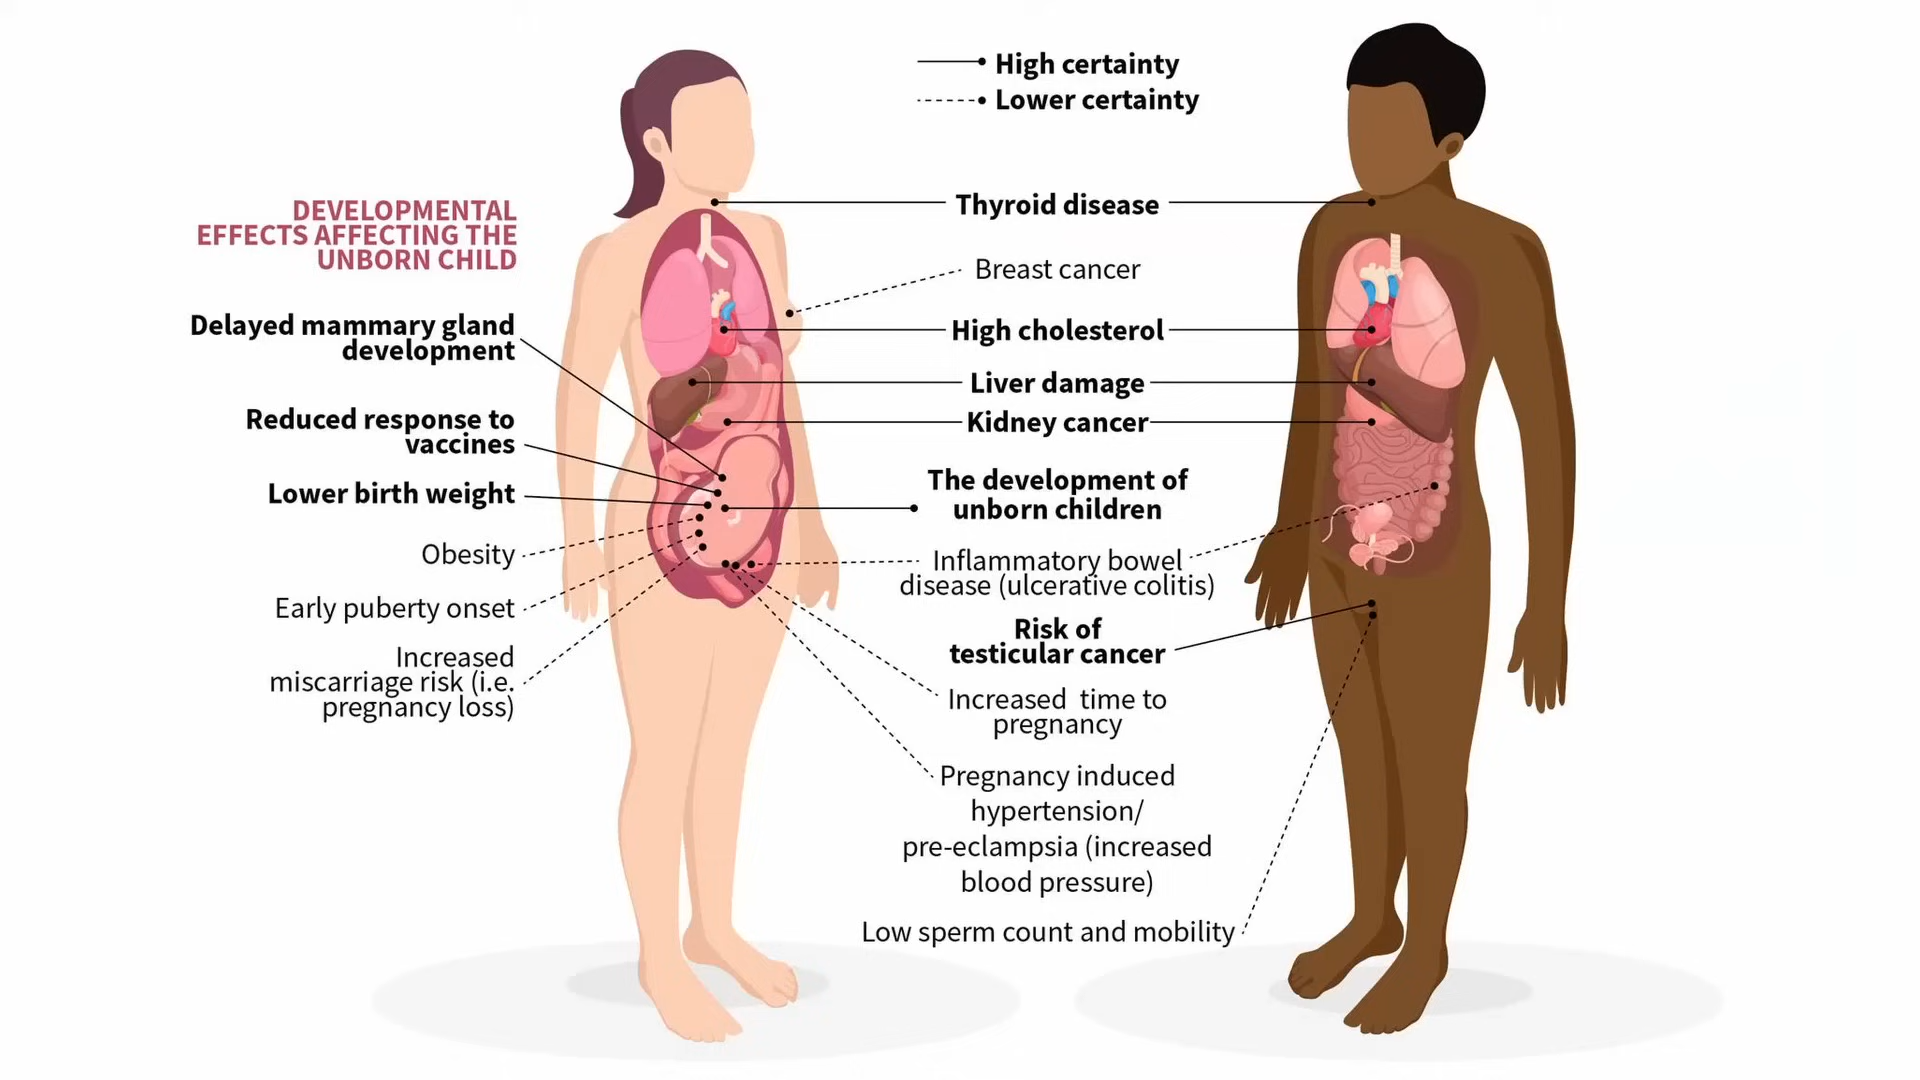 High certainty
Lower certainty
DEVELOPMENTAL
EFFECTS AFFECTING THE
UNBORN CHILD
Delayed mammary gland
development
Reduced response to
vaccines
Lower birth weight
Obesity
Early puberty onset
Increased
miscarriage risk (i.e.
pregnancy loss)
Thyroid disease
Breast cancer
High cholesterol
Liver damage
Kidney cancer
The development of
unborn children
Inflammatory bowel
disease (ulcerative colitis)
Risk of
testicular cancer
Increased time to
pregnancy
Pregnancy induced
hypertension/
pre-eclampsia (increased
blood pressure)
Low sperm count and mobility